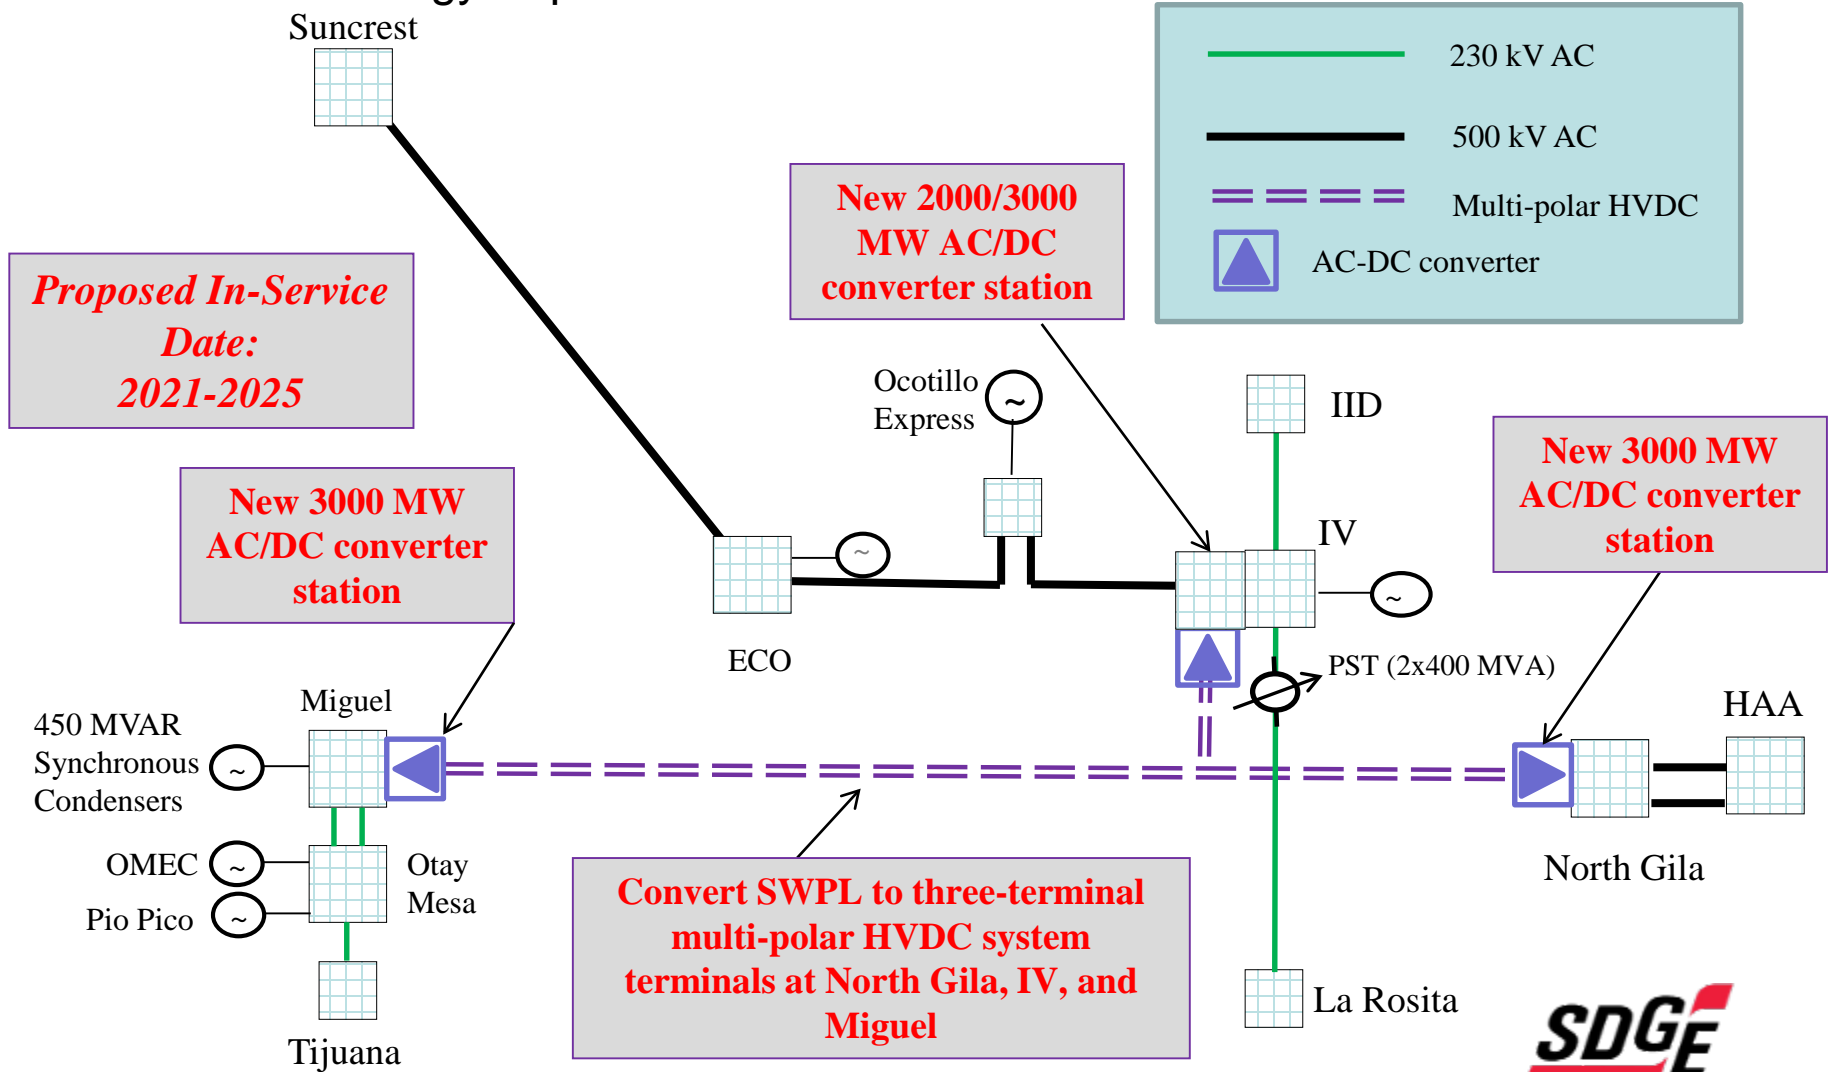 Suncrest
230 kV AC
500 kV AC
Multi-polar HVDC
AC-DC converter
New 2000/3000
MW AC/DC
converter station
Proposed In-Service
Date:
2021-2025
Ocotillo
Express
~
IID
New 3000 MW
AC/DC converter
station
New 3000 MW
AC/DC converter
station
IV
~
~
ECO
PST (2x400 MVA)
Miguel
HAA
450 MVAR
Synchronous
Condensers
~
OMEC
~
Otay
Mesa
Pio Pico
~
North Gila
Convert SWPL to three-terminal
multi-polar HVDC system
terminals at North Gila, IV, and
Miguel
La Rosita
Tijuana
SDGE